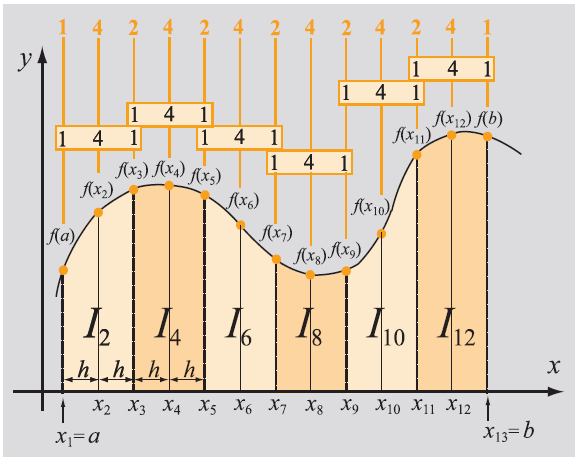 1 4 2 4 2 4 2 4 2 4 2 4 1
y
1 4 1
1 4 1
1 4 1
1 4 1
1 4 1
1 4 1
f(a) f(x₂) f(x₃) f(x₄) f(x₅) f(x₆) f(x₇) f(x₈) f(x₉) f(x₁₀) f(x₁₁) f(x₁₂) f(b)
I₂ I₄ I₆ I₈ I₁₀ I₁₂
h h h h
x
x₂ x₃ x₄ x₅ x₆ x₇ x₈ x₉ x₁₀ x₁₁ x₁₂
x₁=a
x₁₃=b